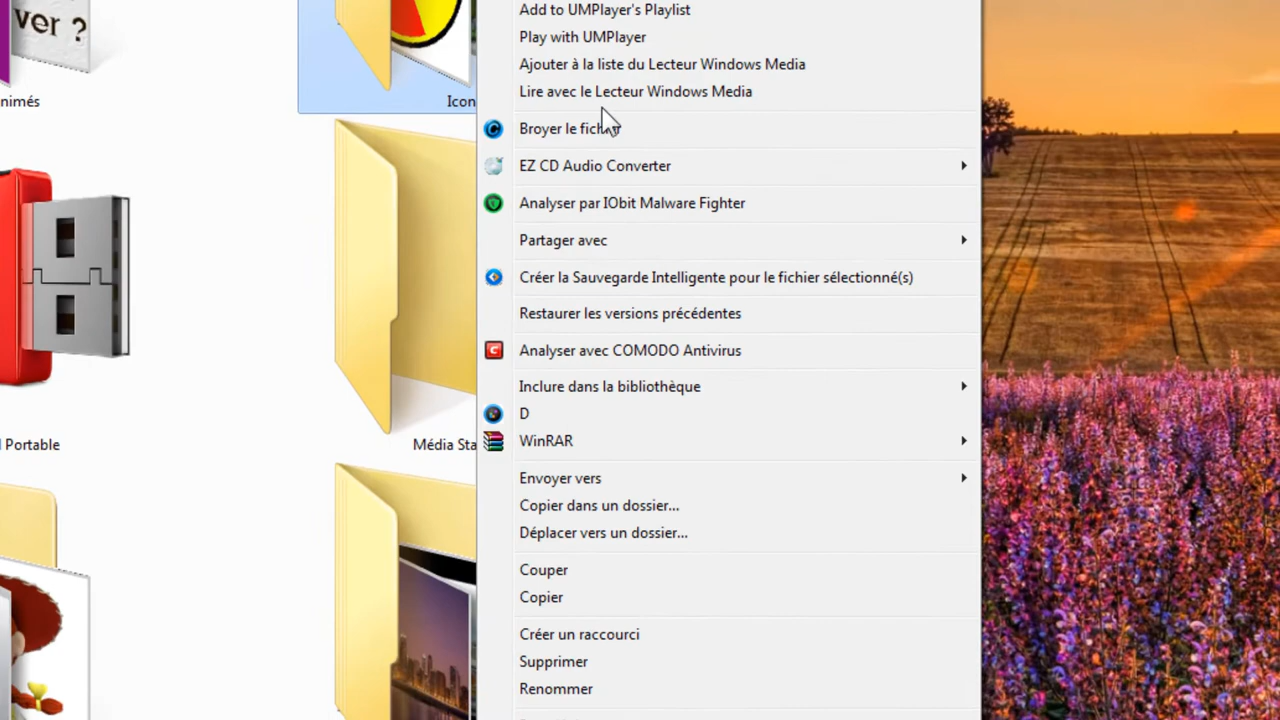 ver ?
nimés
Icon
Portable
Média Sta
Add to UMPlayer's Playlist
Play with UMPlayer
Ajouter à la liste du Lecteur Windows Media
Lire avec le Lecteur Windows Media
Broyer le fichier
EZ CD Audio Converter
Analyser par IObit Malware Fighter
Partager avec
Créer la Sauvegarde Intelligente pour le fichier sélectionné(s)
Restaurer les versions précédentes
Analyser avec COMODO Antivirus
Inclure dans la bibliothèque
D
WinRAR
Envoyer vers
Copier dans un dossier...
Déplacer vers un dossier...
Couper
Copier
Créer un raccourci
Supprimer
Renommer